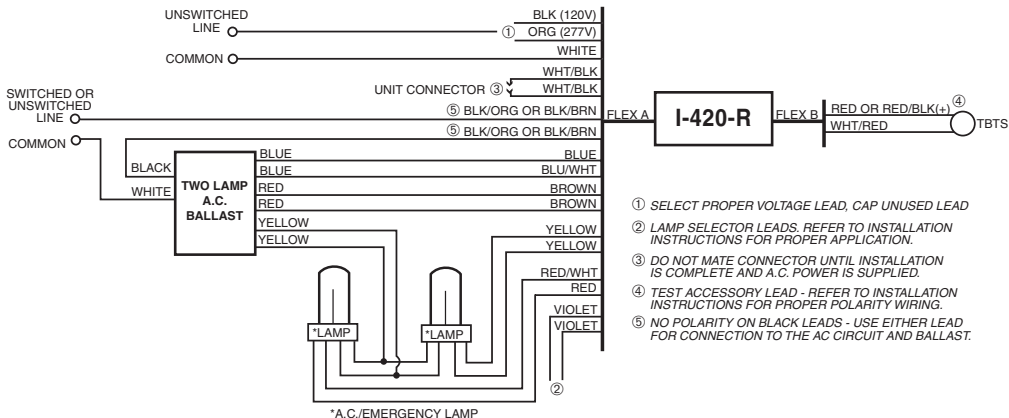 UNSWITCHED
LINE
① BLK (120V)
ORG (277V)
COMMON
WHITE
UNIT CONNECTOR ③
WHT/BLK
WHT/BLK
SWITCHED OR
UNSWITCHED
LINE
⑤ BLK/ORG OR BLK/BRN
COMMON
⑤ BLK/ORG OR BLK/BRN
FLEX A
I-420-R
FLEX B
RED OR RED/BLK(+) ④
WHT/RED
TBTS
BLACK
WHITE
TWO LAMP
A.C.
BALLAST
BLUE
BLUE
RED
RED
YELLOW
YELLOW
BLUE
BLU/WHT
BROWN
BROWN
YELLOW
YELLOW
RED/WHT
RED
VIOLET
VIOLET
②
*LAMP
*LAMP
*A.C./EMERGENCY LAMP
① SELECT PROPER VOLTAGE LEAD, CAP UNUSED LEAD
② LAMP SELECTOR LEADS. REFER TO INSTALLATION
INSTRUCTIONS FOR PROPER APPLICATION.
③ DO NOT MATE CONNECTOR UNTIL INSTALLATION
IS COMPLETE AND A.C. POWER IS SUPPLIED.
④ TEST ACCESSORY LEAD - REFER TO INSTALLATION
INSTRUCTIONS FOR PROPER POLARITY WIRING.
⑤ NO POLARITY ON BLACK LEADS - USE EITHER LEAD
FOR CONNECTION TO THE AC CIRCUIT AND BALLAST.